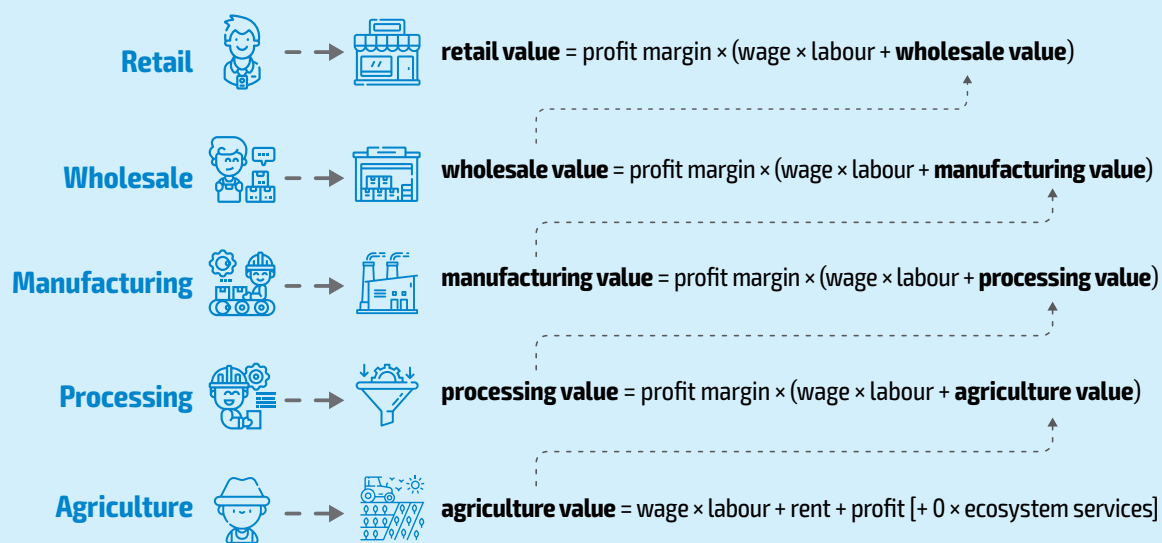 Retail
retail value = profit margin × (wage × labour + wholesale value)
Wholesale
wholesale value = profit margin × (wage × labour + manufacturing value)
Manufacturing
manufacturing value = profit margin × (wage × labour + processing value)
Processing
processing value = profit margin × (wage × labour + agriculture value)
Agriculture
agriculture value = wage × labour + rent + profit [+ 0 × ecosystem services]